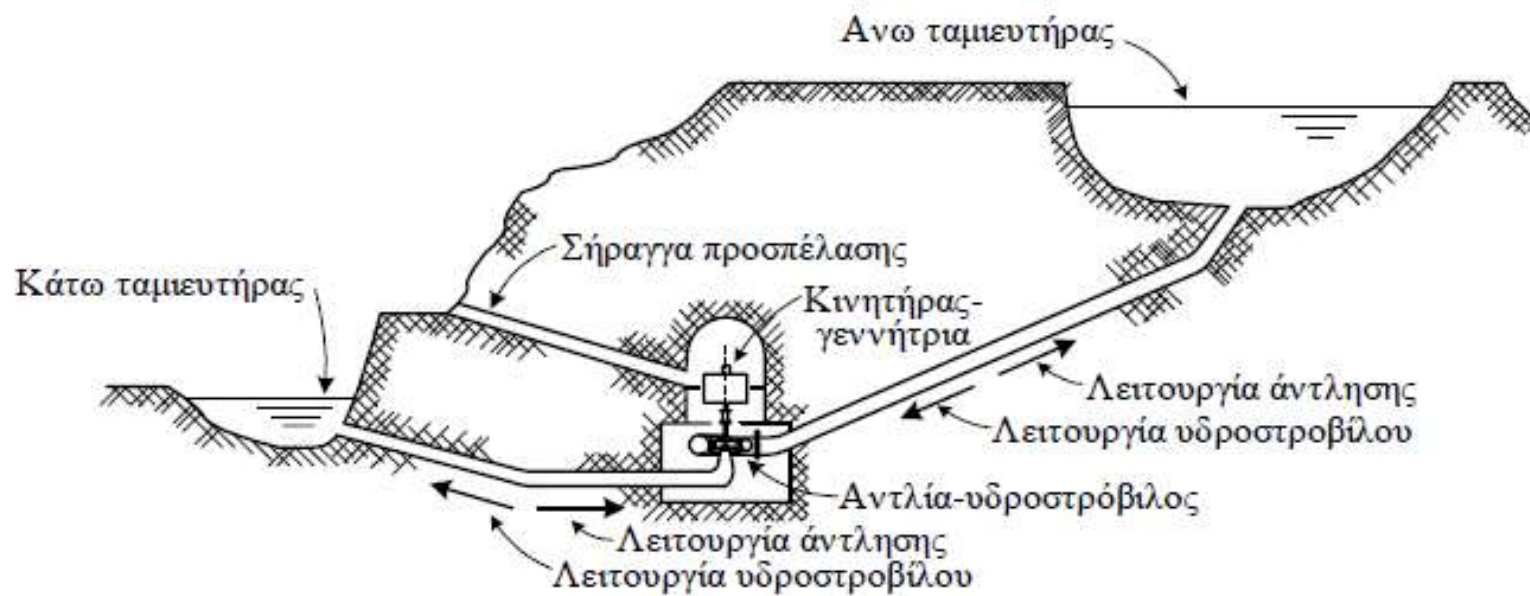 Ανω ταμιευτήρας
Σήραγγα προσπέλασης
Κάτω ταμιευτήρας
Κινητήρας-
γεννήτρια
Λειτουργία άντλησης
Λειτουργία υδροστροβίλου
Αντλία-υδροστρόβιλος
Λειτουργία άντλησης
Λειτουργία υδροστροβίλου